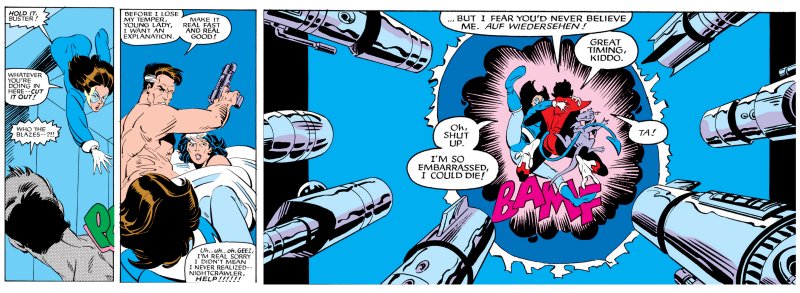 HOLD IT,
BUSTER!
WHATEVER
YOU'RE
DOING IN
HERE--CUT
IT OUT!
WHO THE
BLAZES--?!!
BEFORE I LOSE
MY TEMPER,
YOUNG LADY,
I WANT AN
EXPLANATION.
MAKE IT
REAL FAST
AND REAL
GOOD!
UH... UH... OH, GEEZ,
I'M REAL SORRY
I DIDN'T MEAN
I NEVER REALIZED--
NIGHTCRAWLER,
HELP!!!!!!
...BUT I FEAR YOU'D NEVER BELIEVE
ME. AUF WIEDERSEHEN!
GREAT
TIMING,
KIDDO.
OH,
SHUT
UP.
I'M SO
EMBARRASSED,
I COULD DIE!
TA!
BAMF